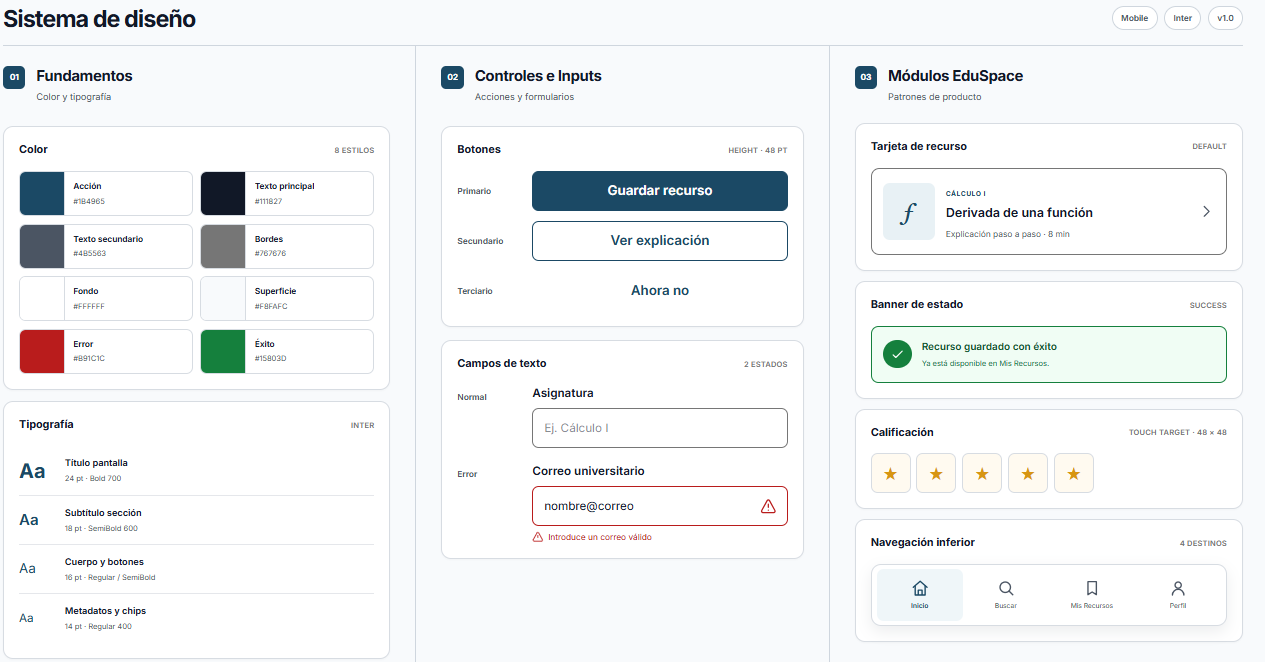 Sistema de diseño
Mobile
Inter
v1.0
01
Fundamentos
Color y tipografía
Color
8 ESTILOS
Acción
#1B4965
Texto principal
#111827
Texto secundario
#4B5563
Bordes
#767676
Fondo
#FFFFFF
Superficie
#F8FAFC
Error
#B91C1C
Éxito
#15803D
Tipografía
INTER
Aa
Título pantalla
24 pt · Bold 700
Aa
Subtítulo sección
18 pt · SemiBold 600
Aa
Cuerpo y botones
16 pt · Regular / SemiBold
Aa
Metadatos y chips
14 pt · Regular 400
02
Controles e Inputs
Acciones y formularios
Botones
HEIGHT · 48 PT
Primario
Guardar recurso
Secundario
Ver explicación
Terciario
Ahora no
Campos de texto
2 ESTADOS
Normal
Asignatura
Ej. Cálculo I
Error
Correo universitario
nombre@correo
Introduce un correo válido
03
Módulos EduSpace
Patrones de producto
Tarjeta de recurso
DEFAULT
f
CÁLCULO I
Derivada de una función
Explicación paso a paso · 8 min
Banner de estado
SUCCESS
Recurso guardado con éxito
Ya está disponible en Mis Recursos.
Calificación
TOUCH TARGET · 48 × 48
Navegación inferior
4 DESTINOS
Inicio
Buscar
Mis Recursos
Perfil